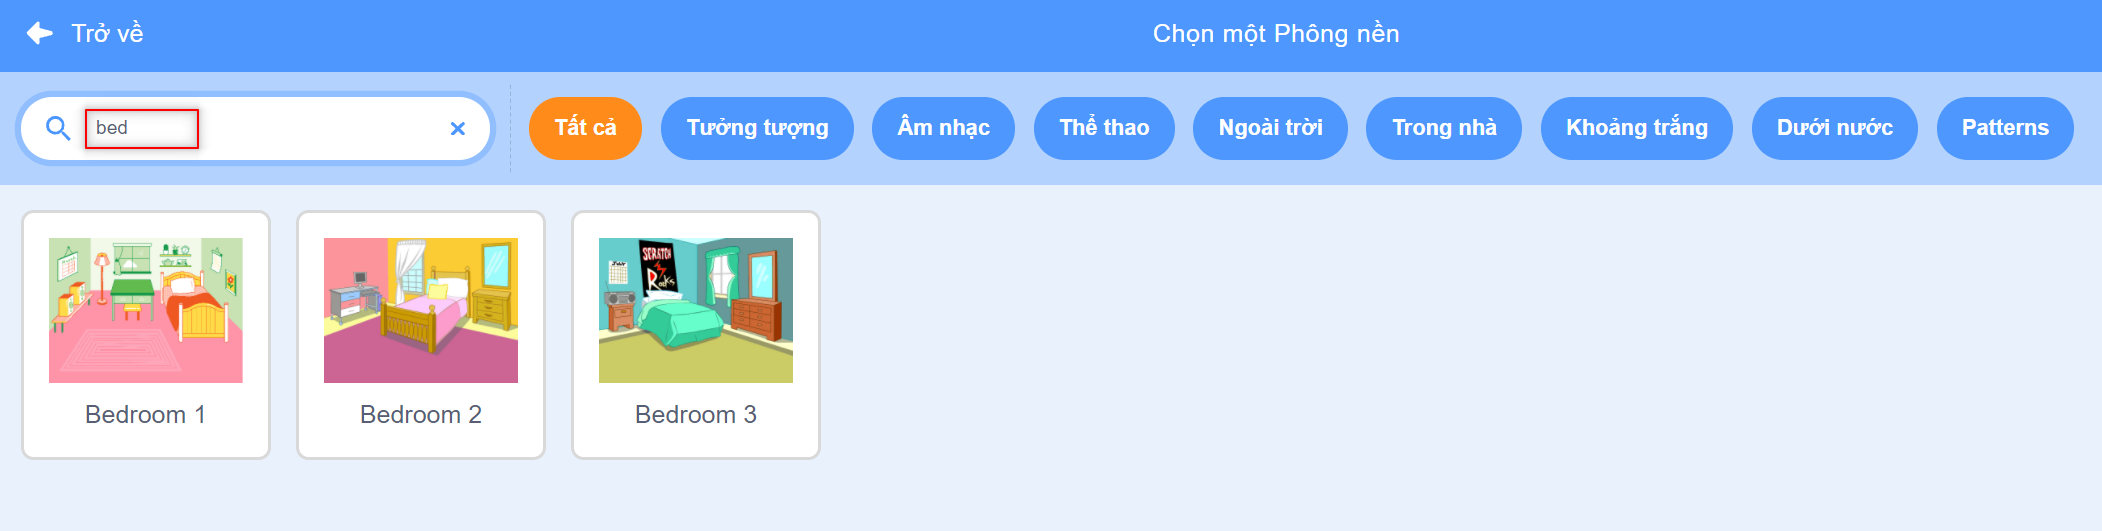 Trở về
Chọn một Phông nền
bed
Tất cả
Tưởng tượng
Âm nhạc
Thể thao
Ngoài trời
Trong nhà
Khoảng trắng
Dưới nước
Patterns
SCRATCH
Rocks
Bedroom 1
Bedroom 2
Bedroom 3